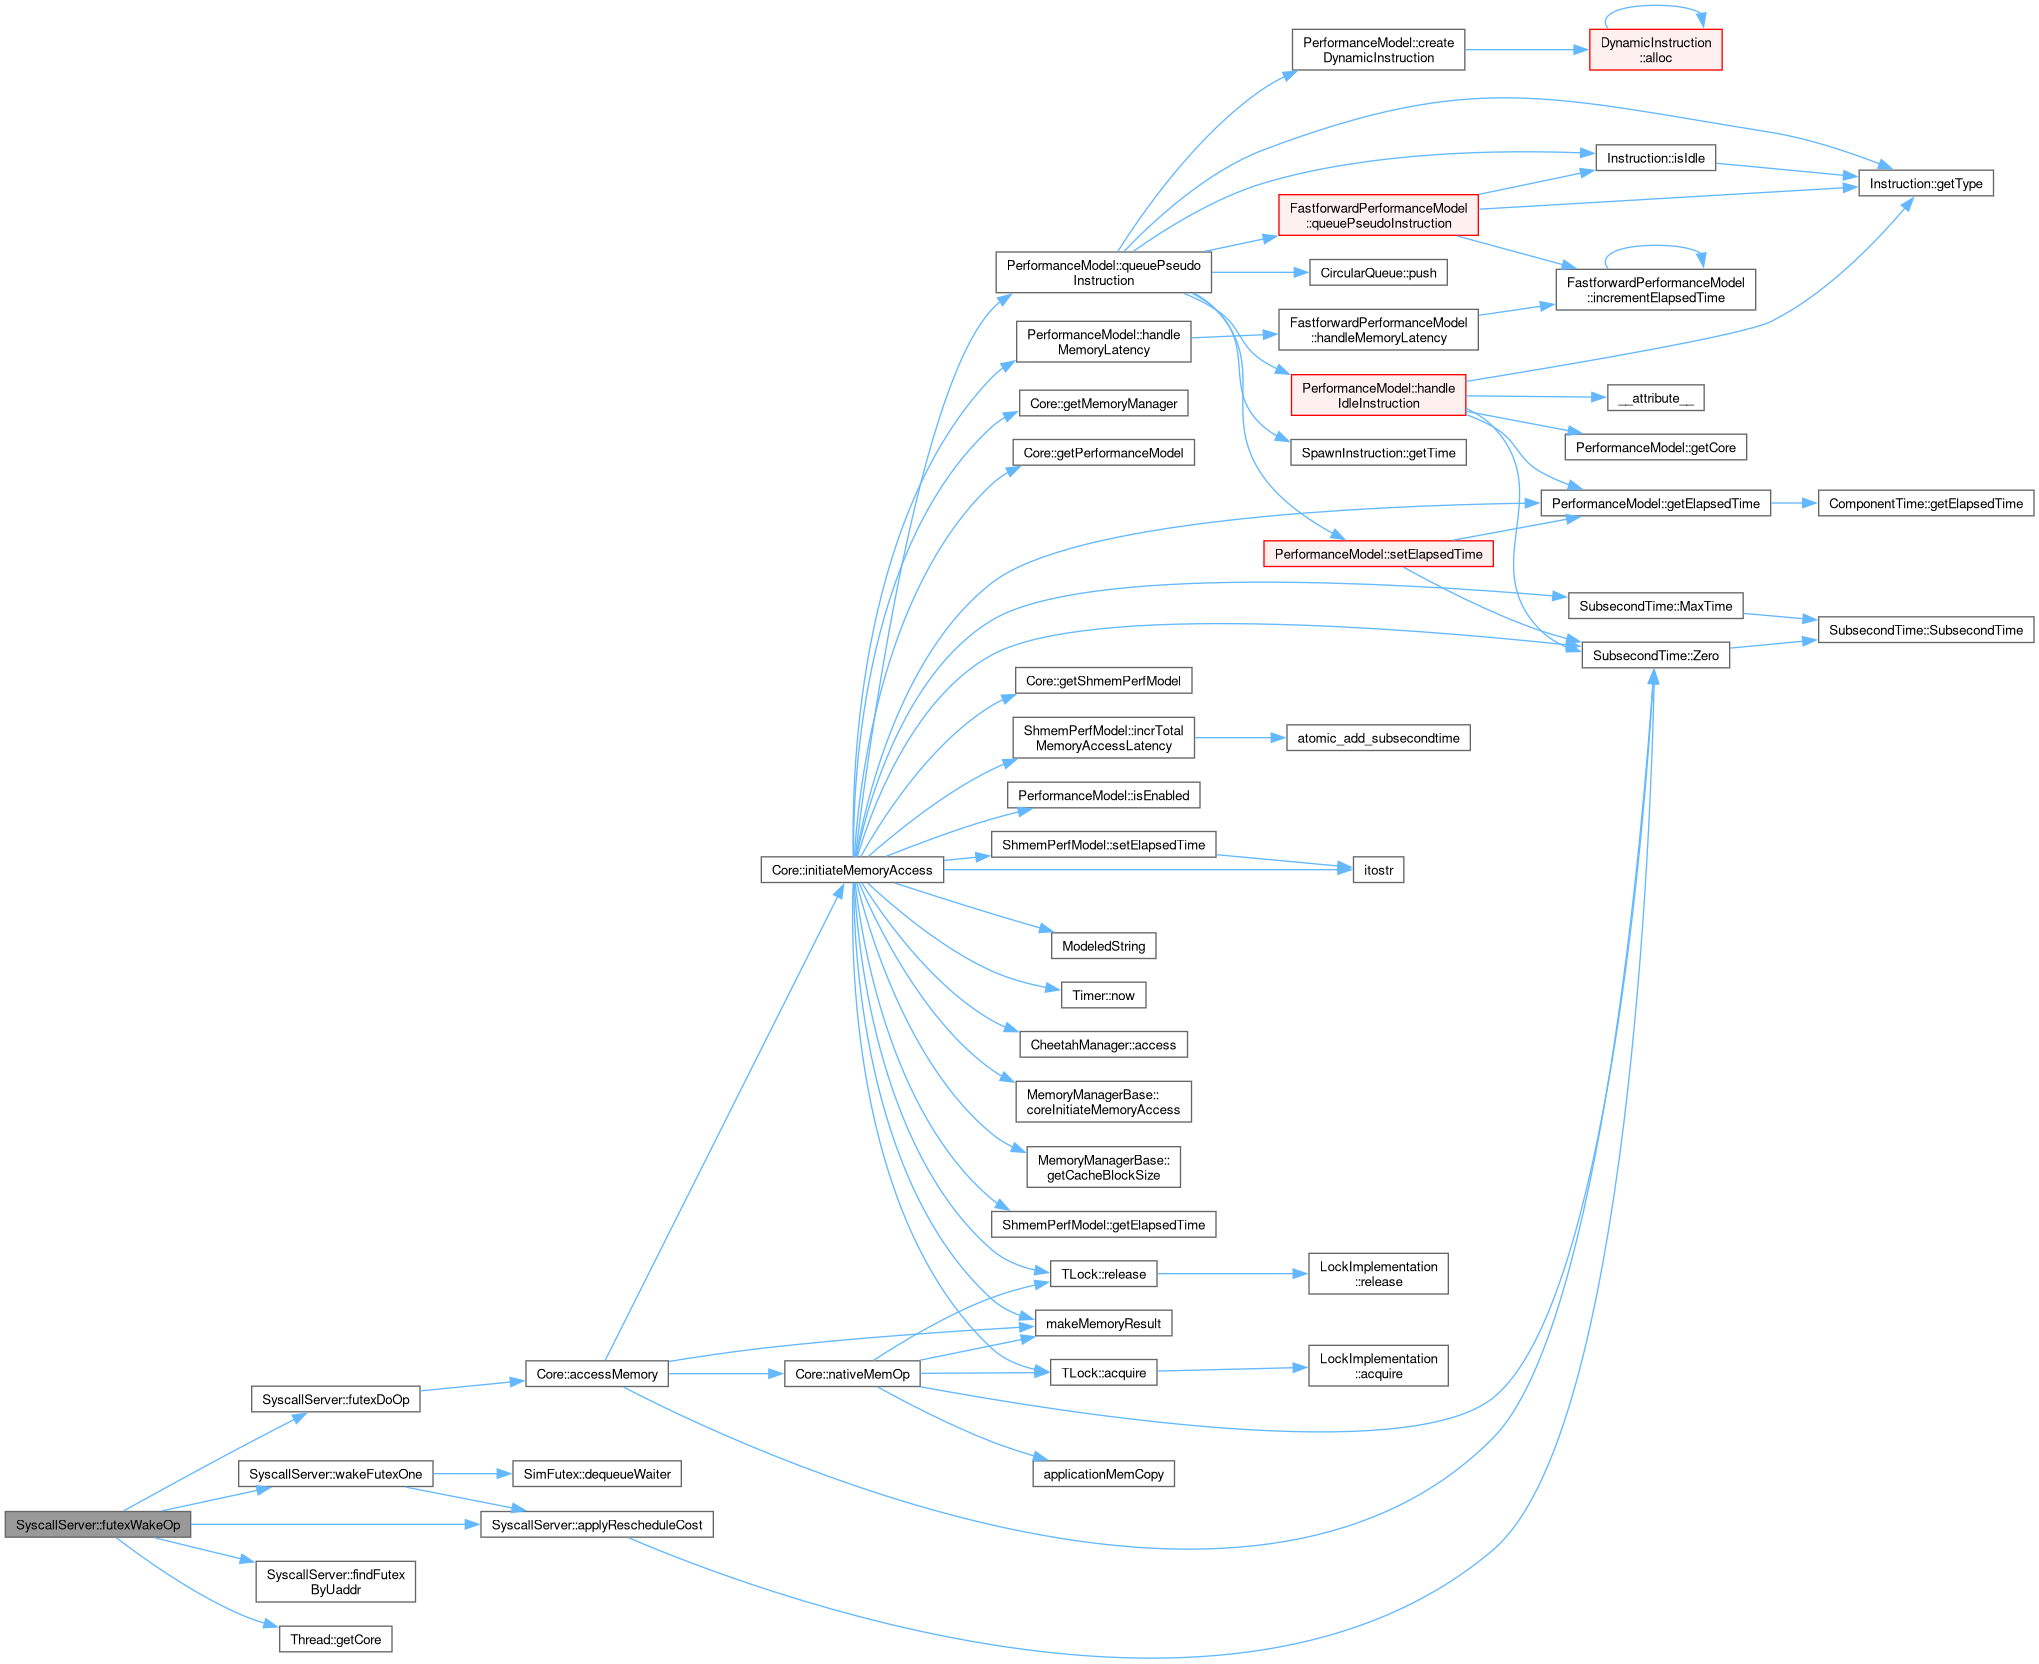 PerformanceModel::create
DynamicInstruction
DynamicInstruction
::alloc
Instruction::isIdle
Instruction::getType
FastforwardPerformanceModel
::queuePseudoInstruction
PerformanceModel::queuePseudo
Instruction
CircularQueue::push
FastforwardPerformanceModel
::incrementElapsedTime
PerformanceModel::handle
MemoryLatency
FastforwardPerformanceModel
::handleMemoryLatency
Core::getMemoryManager
PerformanceModel::handle
IdleInstruction
__attribute__
Core::getPerformanceModel
SpawnInstruction::getTime
PerformanceModel::getCore
PerformanceModel::getElapsedTime
ComponentTime::getElapsedTime
PerformanceModel::setElapsedTime
SubsecondTime::MaxTime
SubsecondTime::SubsecondTime
SubsecondTime::Zero
Core::getShmemPerfModel
ShmemPerfModel::incrTotal
MemoryAccessLatency
atomic_add_subsecondtime
PerformanceModel::isEnabled
ShmemPerfModel::setElapsedTime
Core::initiateMemoryAccess
itostr
ModeledString
Timer::now
CheetahManager::access
MemoryManagerBase::
coreInitiateMemoryAccess
MemoryManagerBase::
getCacheBlockSize
ShmemPerfModel::getElapsedTime
TLock::release
LockImplementation
::release
makeMemoryResult
Core::accessMemory
Core::nativeMemOp
TLock::acquire
LockImplementation
::acquire
SyscallServer::futexDoOp
SyscallServer::wakeFutexOne
SimFutex::dequeueWaiter
applicationMemCopy
SyscallServer::futexWakeOp
SyscallServer::applyRescheduleCost
SyscallServer::findFutex
ByUaddr
Thread::getCore